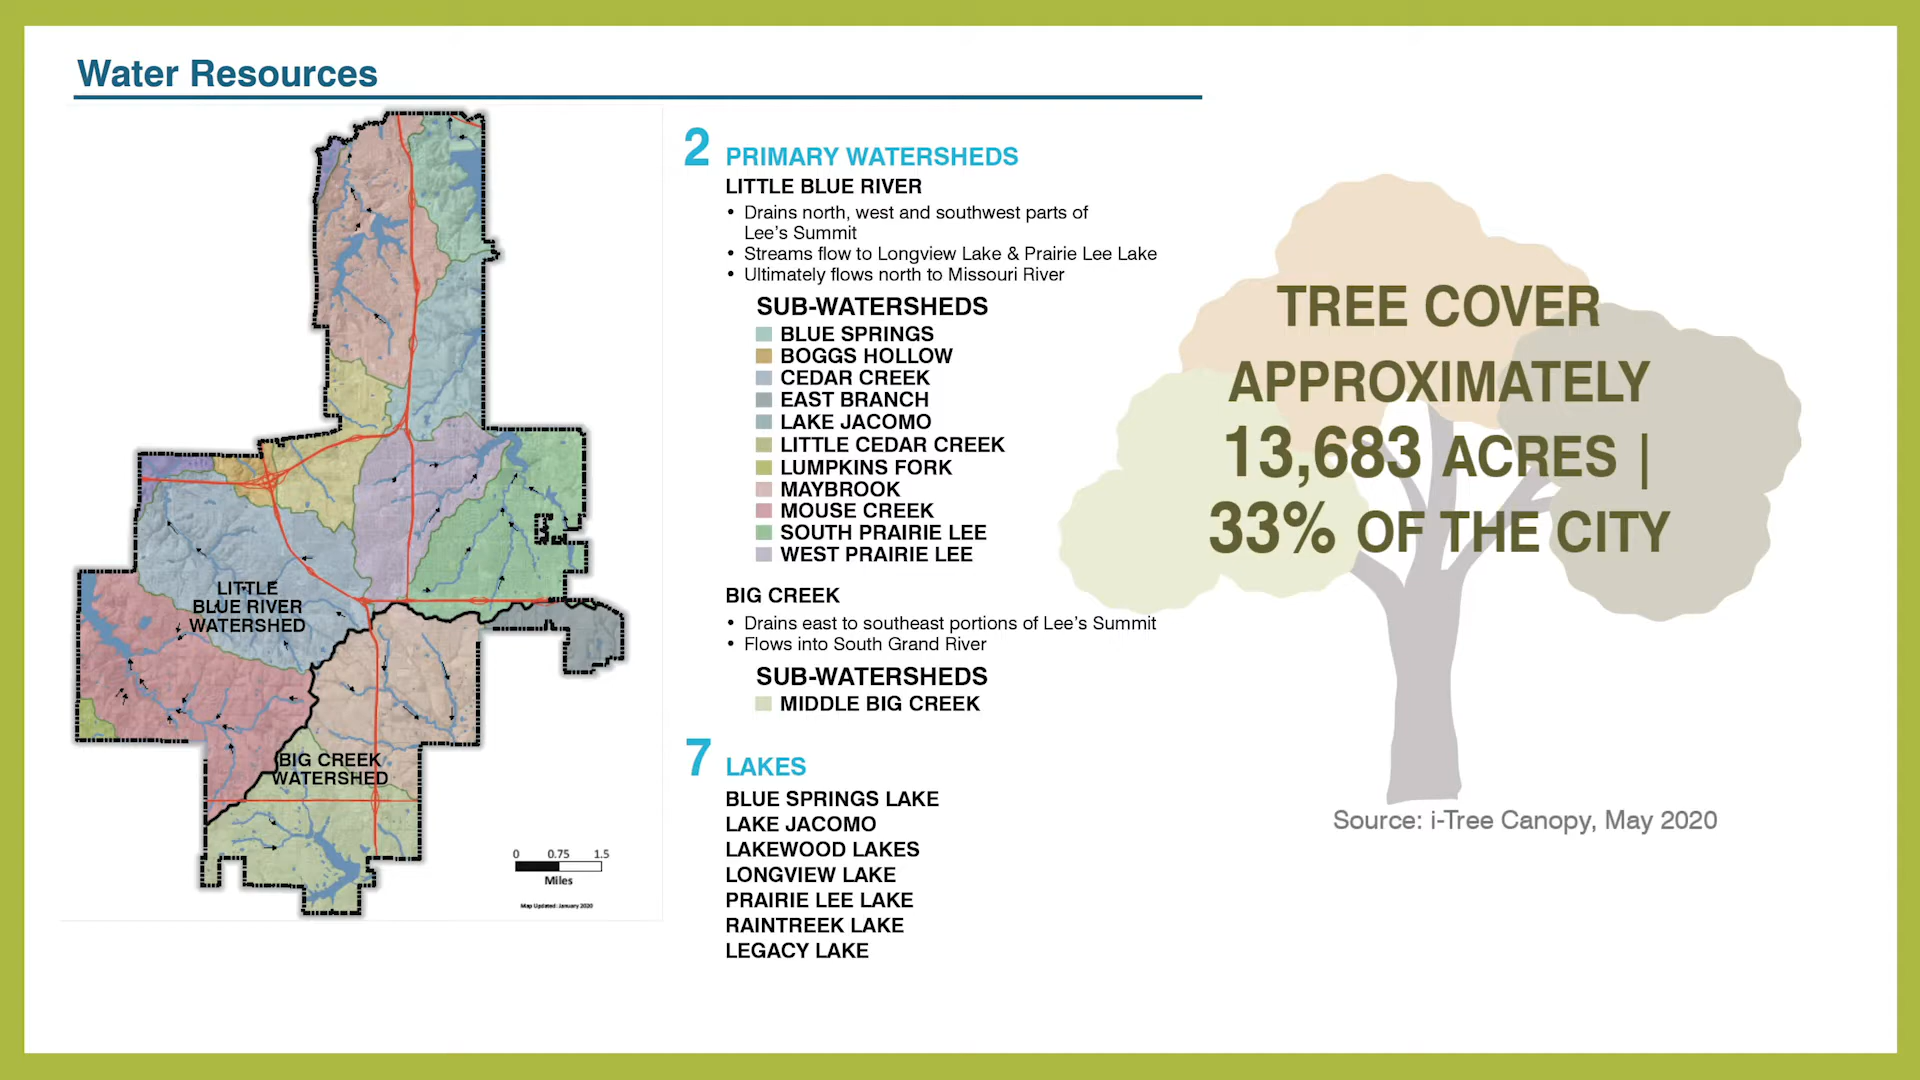 Water Resources
LITTLE
BLUE RIVER
WATERSHED
BIG CREEK
WATERSHED
0 0.75 1.5
Miles
Map Updated: January 2020
2 PRIMARY WATERSHEDS
LITTLE BLUE RIVER
• Drains north, west and southwest parts of
Lee's Summit
• Streams flow to Longview Lake & Prairie Lee Lake
• Ultimately flows north to Missouri River
SUB-WATERSHEDS
BLUE SPRINGS
BOGGS HOLLOW
CEDAR CREEK
EAST BRANCH
LAKE JACOMO
LITTLE CEDAR CREEK
LUMPKINS FORK
MAYBROOK
MOUSE CREEK
SOUTH PRAIRIE LEE
WEST PRAIRIE LEE
BIG CREEK
• Drains east to southeast portions of Lee's Summit
• Flows into South Grand River
SUB-WATERSHEDS
MIDDLE BIG CREEK
7 LAKES
BLUE SPRINGS LAKE
LAKE JACOMO
LAKEWOOD LAKES
LONGVIEW LAKE
PRAIRIE LEE LAKE
RAINTREEK LAKE
LEGACY LAKE
TREE COVER
APPROXIMATELY
13,683 ACRES |
33% OF THE CITY
Source: i-Tree Canopy, May 2020